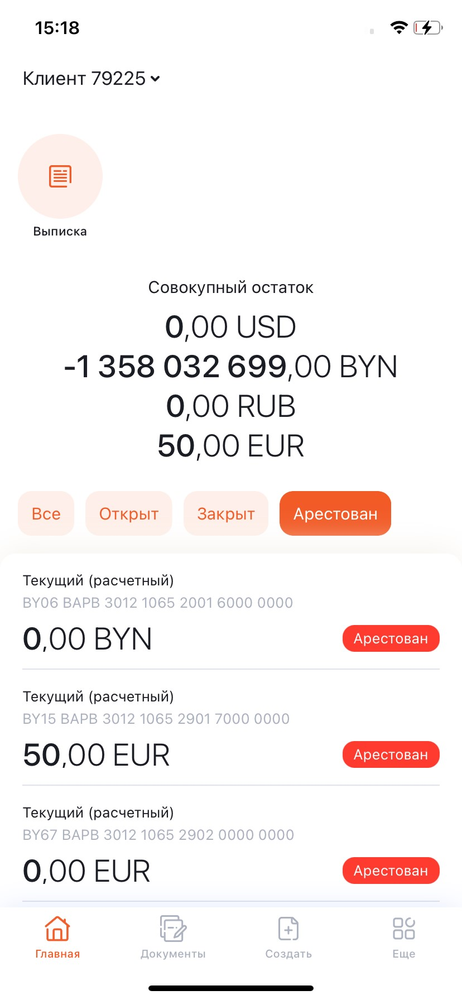 15:18
Клиент 79225
Выписка
Совокупный остаток
0,00 USD
-1 358 032 699,00 BYN
0,00 RUB
50,00 EUR
Все Открыт Закрыт Арестован
Текущий (расчетный)
BY06 BAPB 3012 1065 2001 6000 0000
0,00 BYN Арестован
Текущий (расчетный)
BY15 BAPB 3012 1065 2901 7000 0000
50,00 EUR Арестован
Текущий (расчетный)
BY67 BAPB 3012 1065 2902 0000 0000
0,00 EUR Арестован
Главная Документы Создать Еще